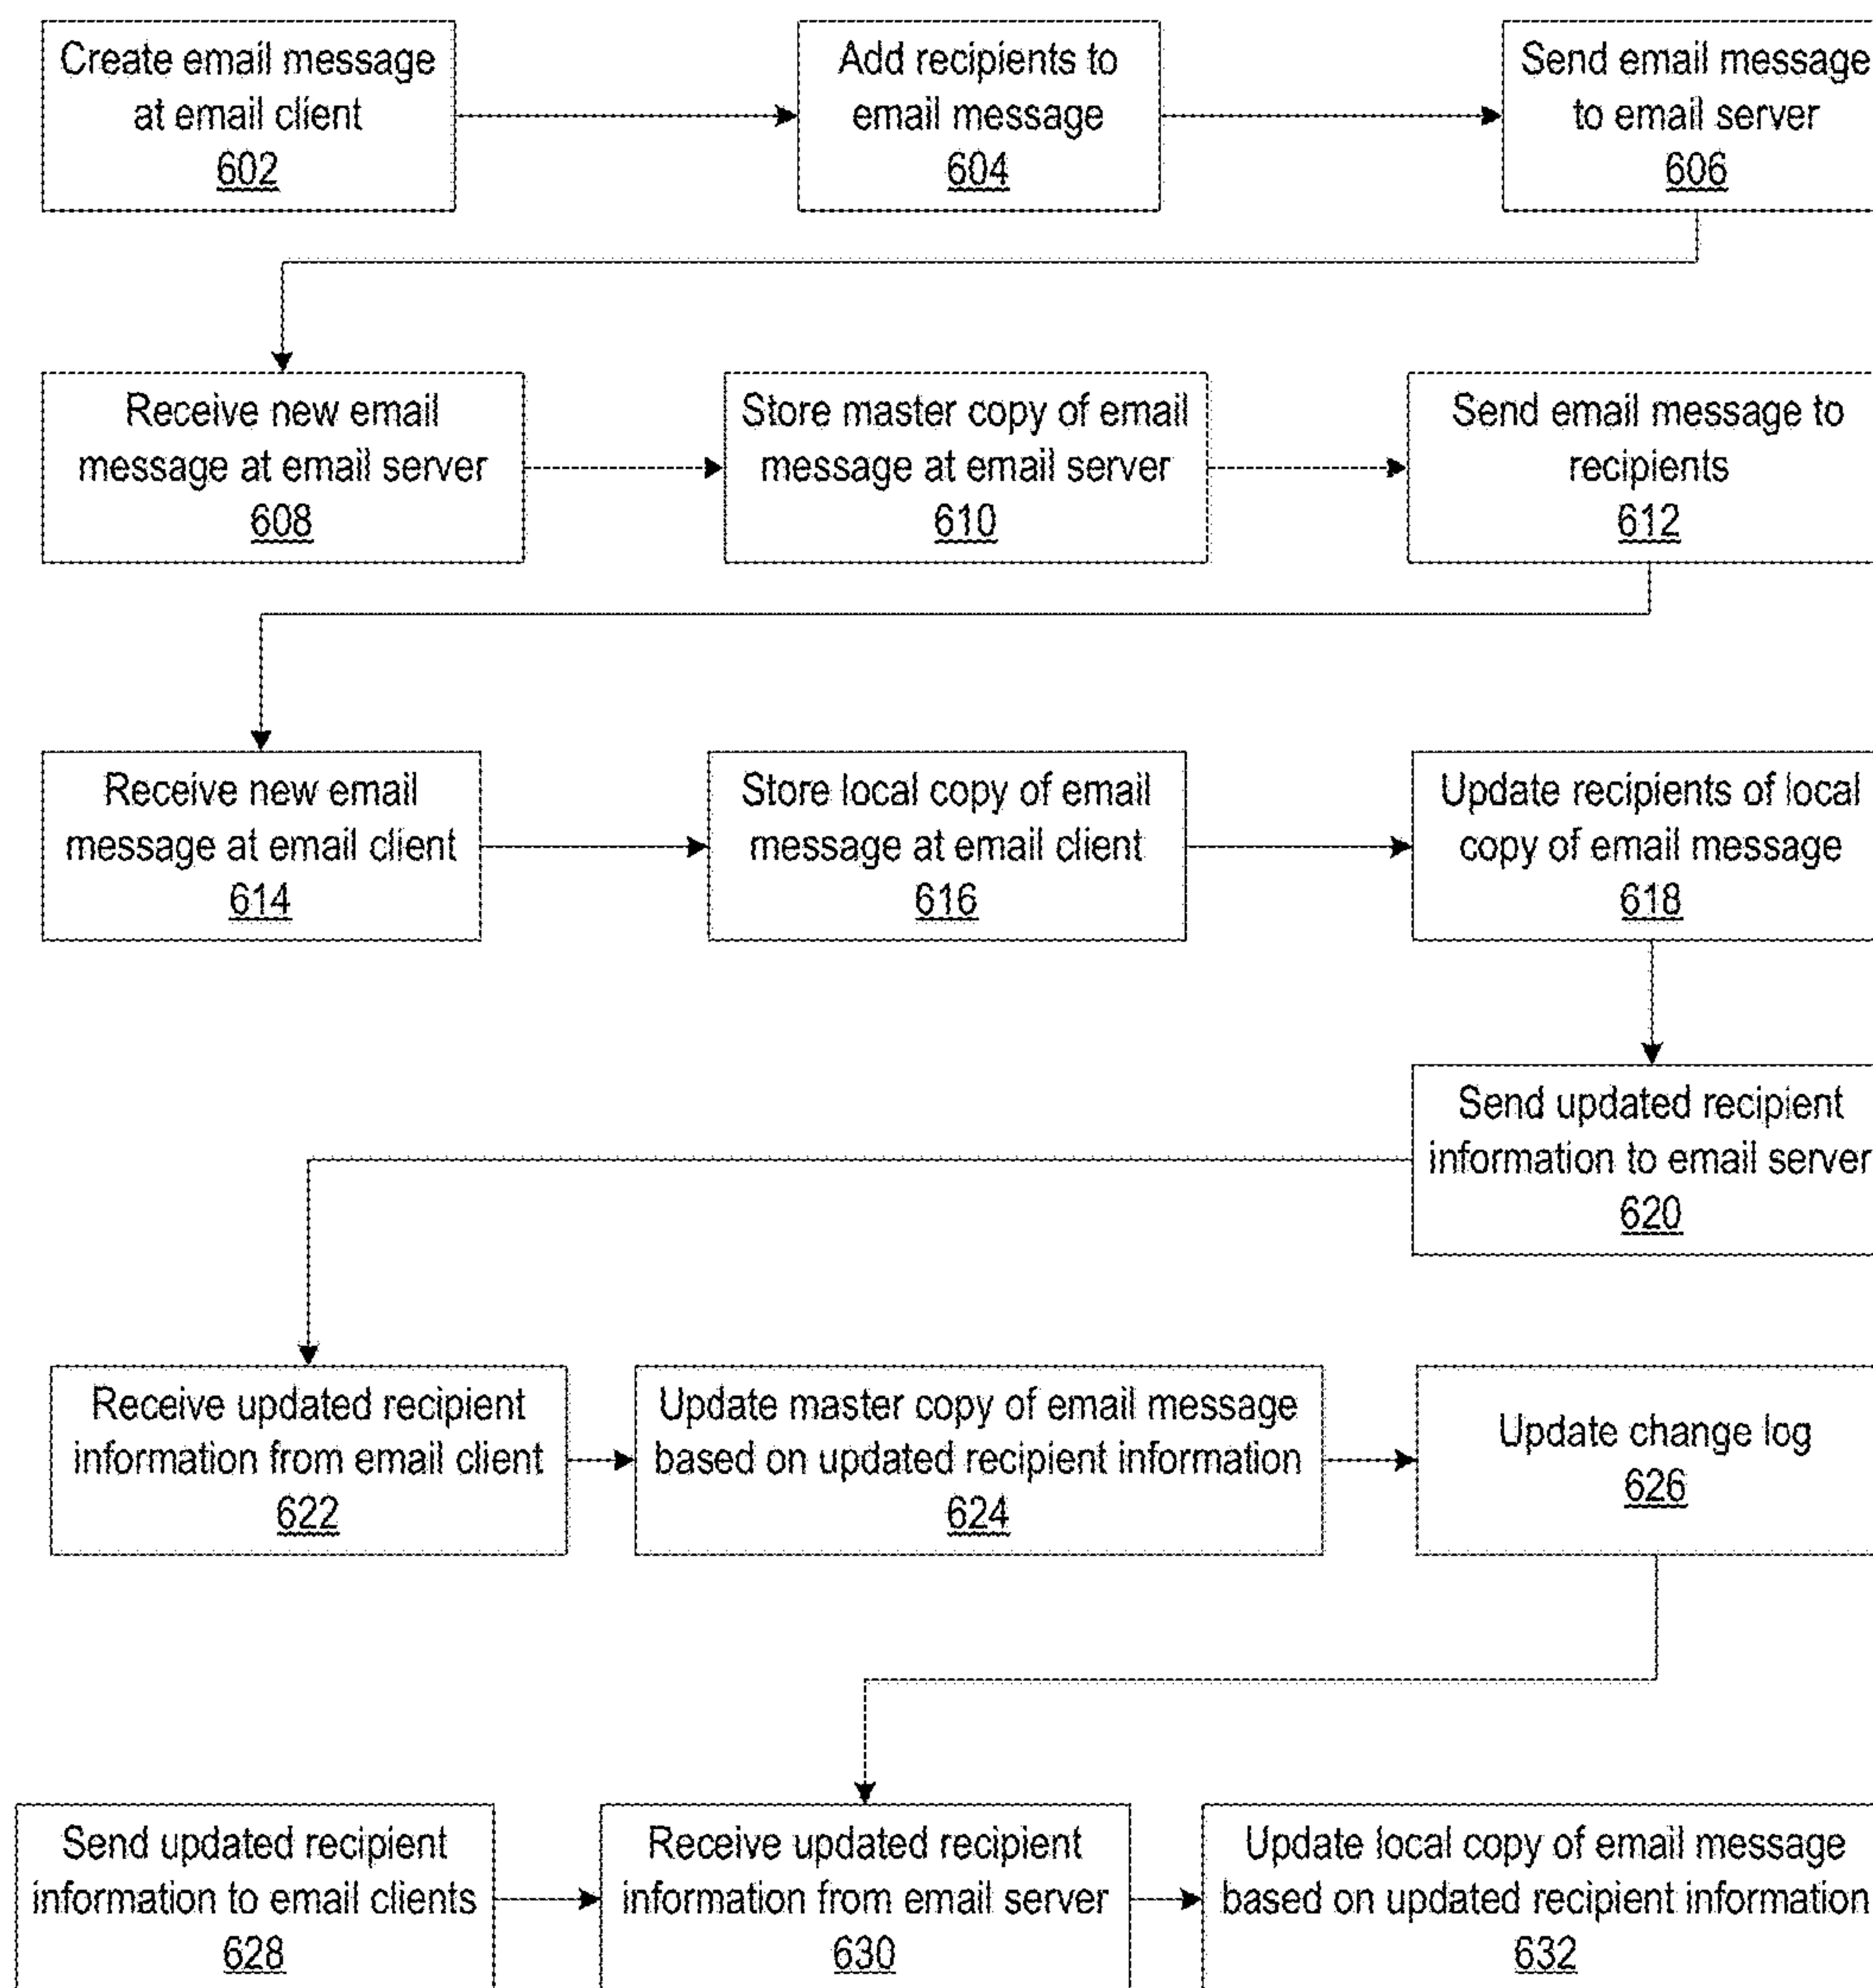 Create email message
at email client
602
Add recipients to
email message
604
Send email message
to email server
606
Receive new email
message at email server
608
Store master copy of email
message at email server
610
Send email message to
recipients
612
Receive new email
message at email client
614
Store local copy of email
message at email client
616
Update recipients of local
copy of email message
618
Send updated recipient
information to email server
620
Receive updated recipient
information from email client
622
Update master copy of email message
based on updated recipient information
624
Update change log
626
Send updated recipient
information to email clients
628
Receive updated recipient
information from email server
630
Update local copy of email message
based on updated recipient information
632